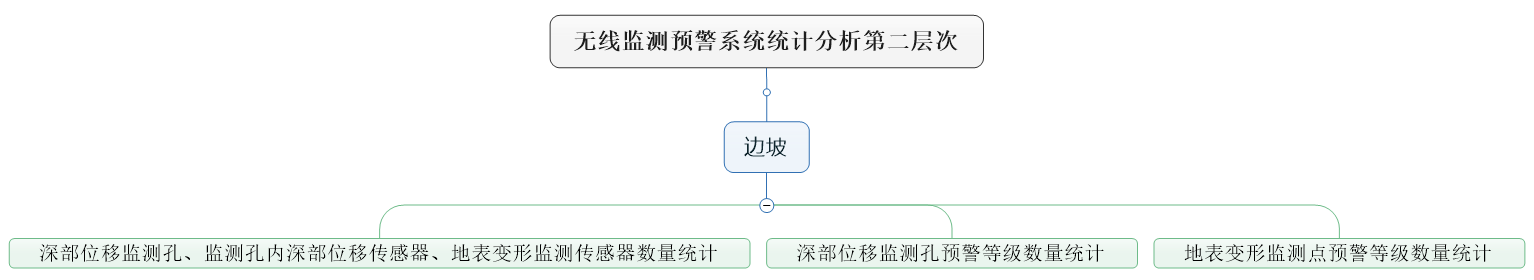 无线监测预警系统统计分析第二层次
边坡
深部位移监测孔、监测孔内深部位移传感器、地表变形监测传感器数量统计
深部位移监测孔预警等级数量统计
地表变形监测点预警等级数量统计